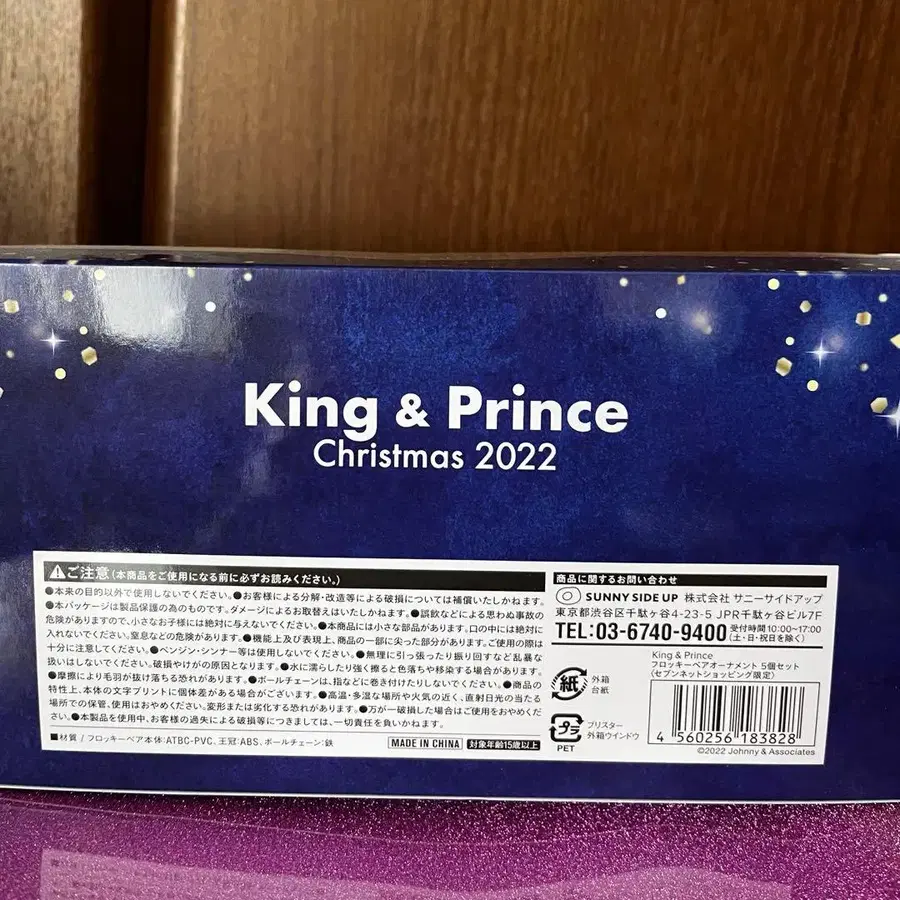 King & Prince
Christmas 2022
⚠ご注意(本商品をご使用になる前に必ずお読みください。)
●本来の目的以外で使用しないでください。●お客様による分解・改造等による破損については補償いたしかねます。
●本パッケージは製品保護の為のものです。ダメージによるお取替えはいたしかねます。●誤飲などによる思わぬ事故の
危険がありますので、小さなお子様には絶対に与えないでください。●本商品には小さな部品があります。口の中には絶対に
入れないでください。窒息などの危険があります。●機能上及び表現上、商品の一部に尖った部分があります。ご使用の際は
十分に注意してください。●ベンジン・シンナー等は使用しないでください。●無理に引っ張ったり振り回すなど乱暴な
扱いはしないでください。破損やけがの原因となります。●水に濡らしたり強く擦ると色落ちや移染する場合があります。
●摩擦により毛羽が抜け落ちる恐れがあります。●ボールチェーンは、指などに巻き付けたりしないでください。●商品の
特性上、本体の文字プリントに個体差がある場合がございます。●高温・多湿な場所や火気の近く、直射日光の当たる
場所での保管、使用はおやめください。変形または劣化する恐れがあります。●万が一破損した場合はご使用をおやめくだ
さい。●本製品を使用中、お客様の過失による破損等につきましては、一切責任を負いかねます。
■材質 / フロッキーベア本体:ATBC-PVC、王冠:ABS、ボールチェーン:鉄
MADE IN CHINA
対象年齢15歳以上
商品に関するお問い合わせ
SUNNY SIDE UP 株式会社 サニーサイドアップ
東京都渋谷区千駄ヶ谷4-23-5 JPR千駄ヶ谷ビル7F
TEL:03-6740-9400 受付時間10:00~17:00
(土・日・祝日を除く)
紙
外箱
台紙
プラ
PET
ブリスター
外箱ウインドウ
King & Prince
フロッキーベアオーナメント 5個セット
(セブンネットショッピング限定)
4 560256 183828
©2022 Johnny & Associates